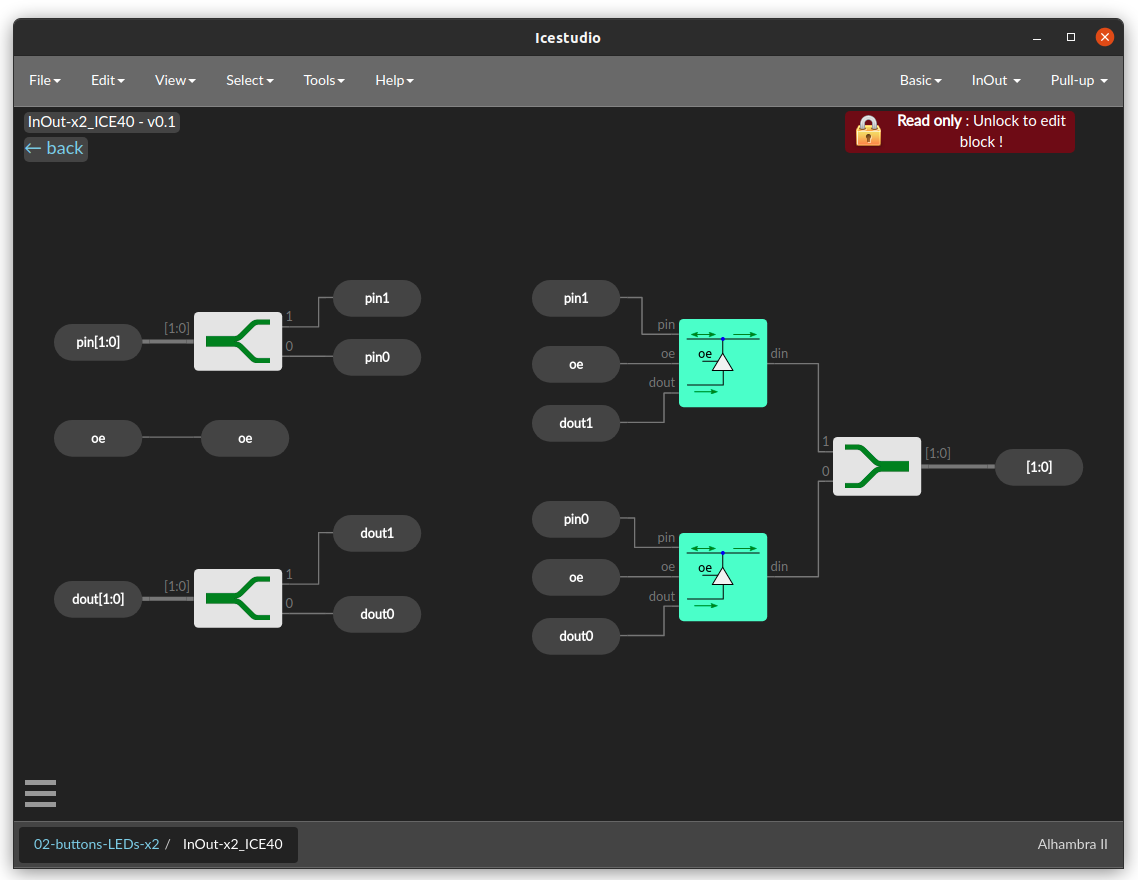 Icestudio
File Edit View Select Tools Help Basic InOut Pull-up
InOut-x2_ICE40 - v0.1
← back
Read only : Unlock to edit
block !
pin[1:0]
[1:0]
1
0
pin1
pin0
oe
oe
dout[1:0]
[1:0]
1
0
dout1
dout0
pin1
oe
dout1
pin
oe
dout
oe
din
pin0
oe
dout0
pin
oe
dout
oe
din
1
0
[1:0]
[1:0]
02-buttons-LEDs-x2 / InOut-x2_ICE40
Alhambra II